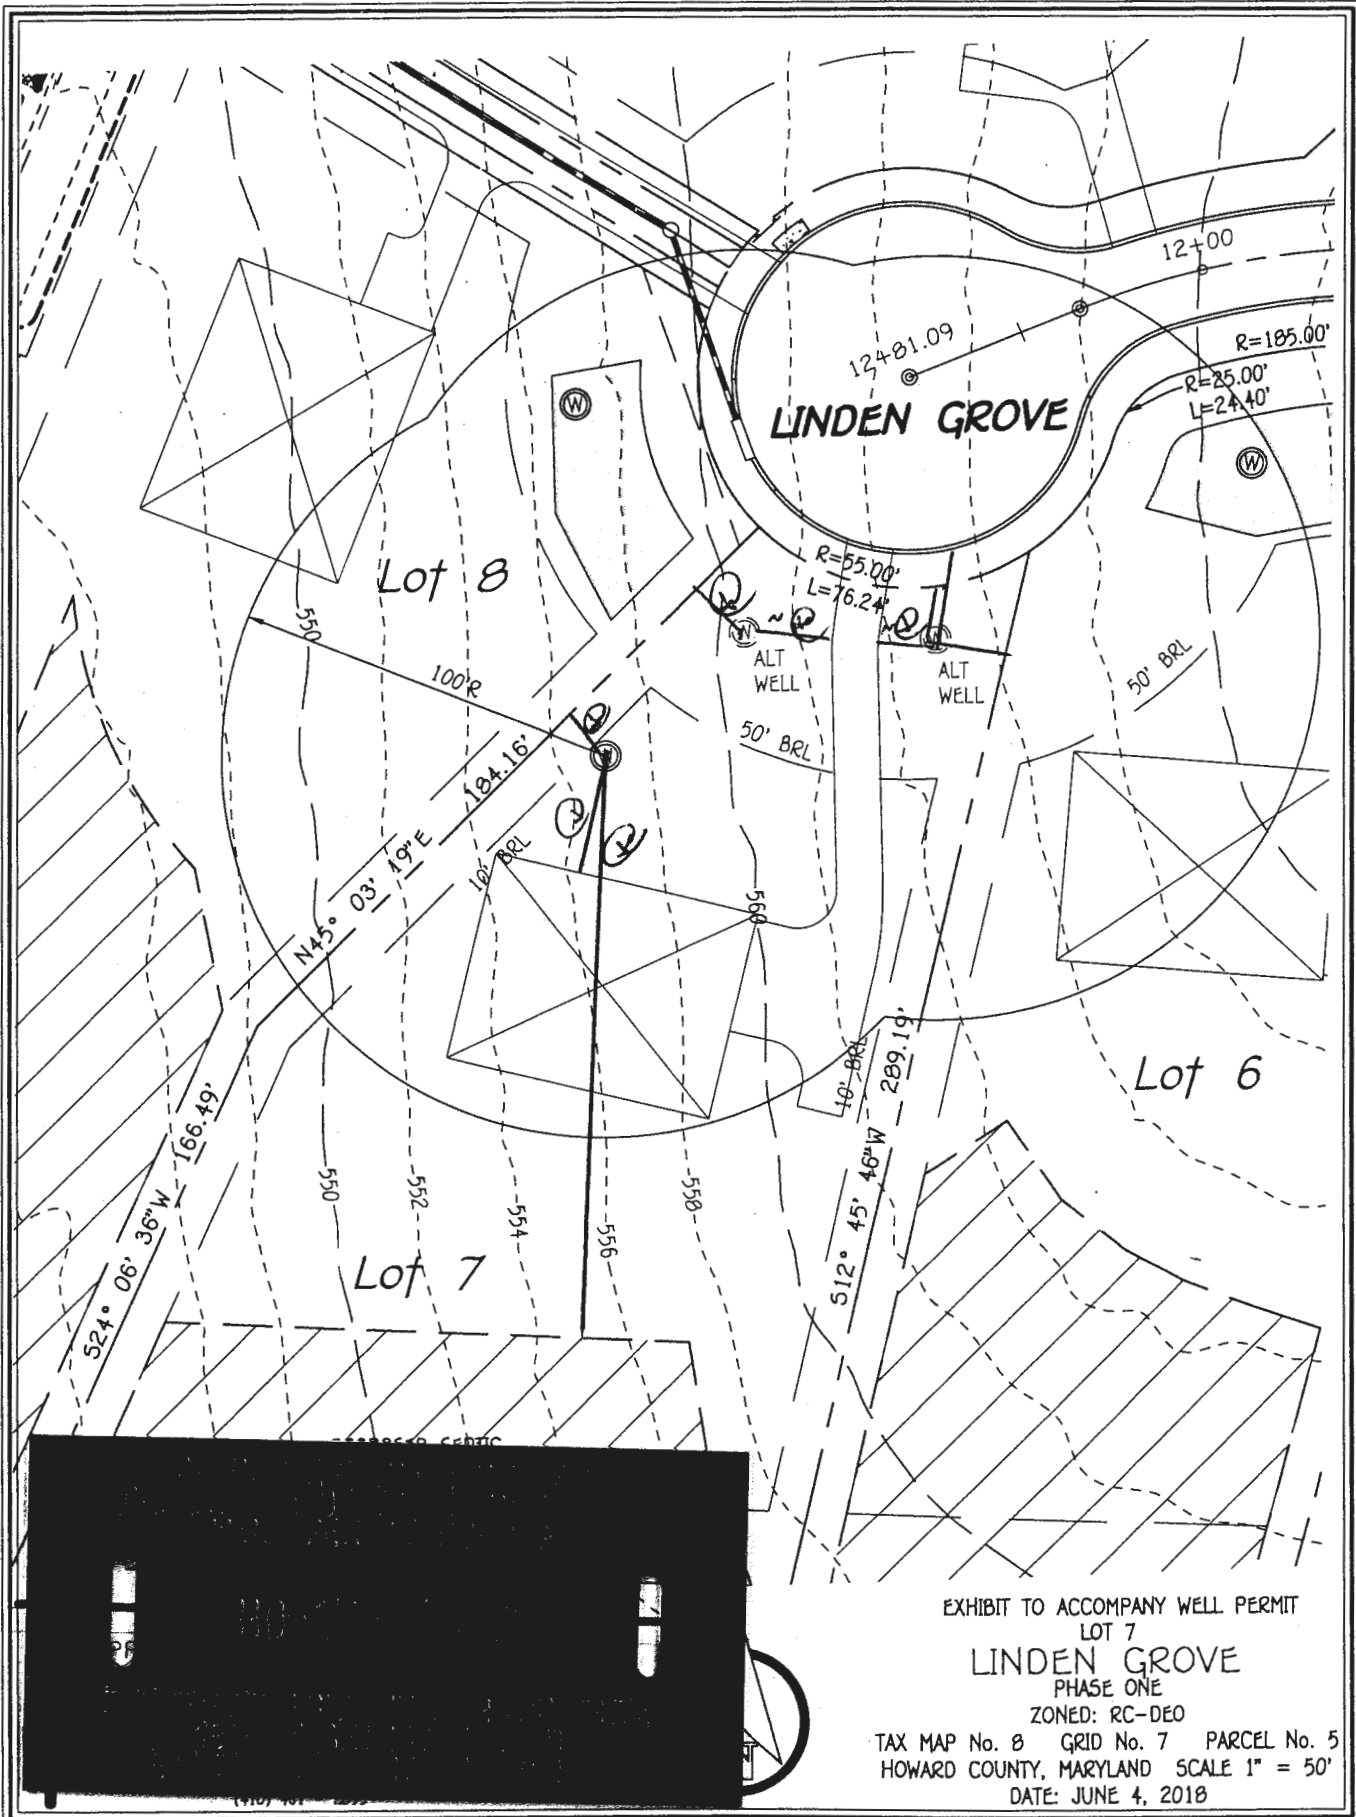 12+00
12+81.09
R=185.00'
R=25.00'
L=24.40'
LINDEN GROVE
W
W
R=55.00'
L=76.24'
Lot 8
550
W
W
ALT
WELL
ALT
WELL
50' BRL
100'R
50' BRL
W
184.16'
10' BRL
N45° 03' 19"E
560
289.19'
Lot 6
10' BRL
166.49'
S24° 06' 36"W
550
552
554
556
558
S12° 45' 46"W
Lot 7
SEPTIC
EXHIBIT TO ACCOMPANY WELL PERMIT
LOT 7
LINDEN GROVE
PHASE ONE
ZONED: RC-DEO
TAX MAP No. 8 GRID No. 7 PARCEL No. 5
HOWARD COUNTY, MARYLAND SCALE 1" = 50'
DATE: JUNE 4, 2018